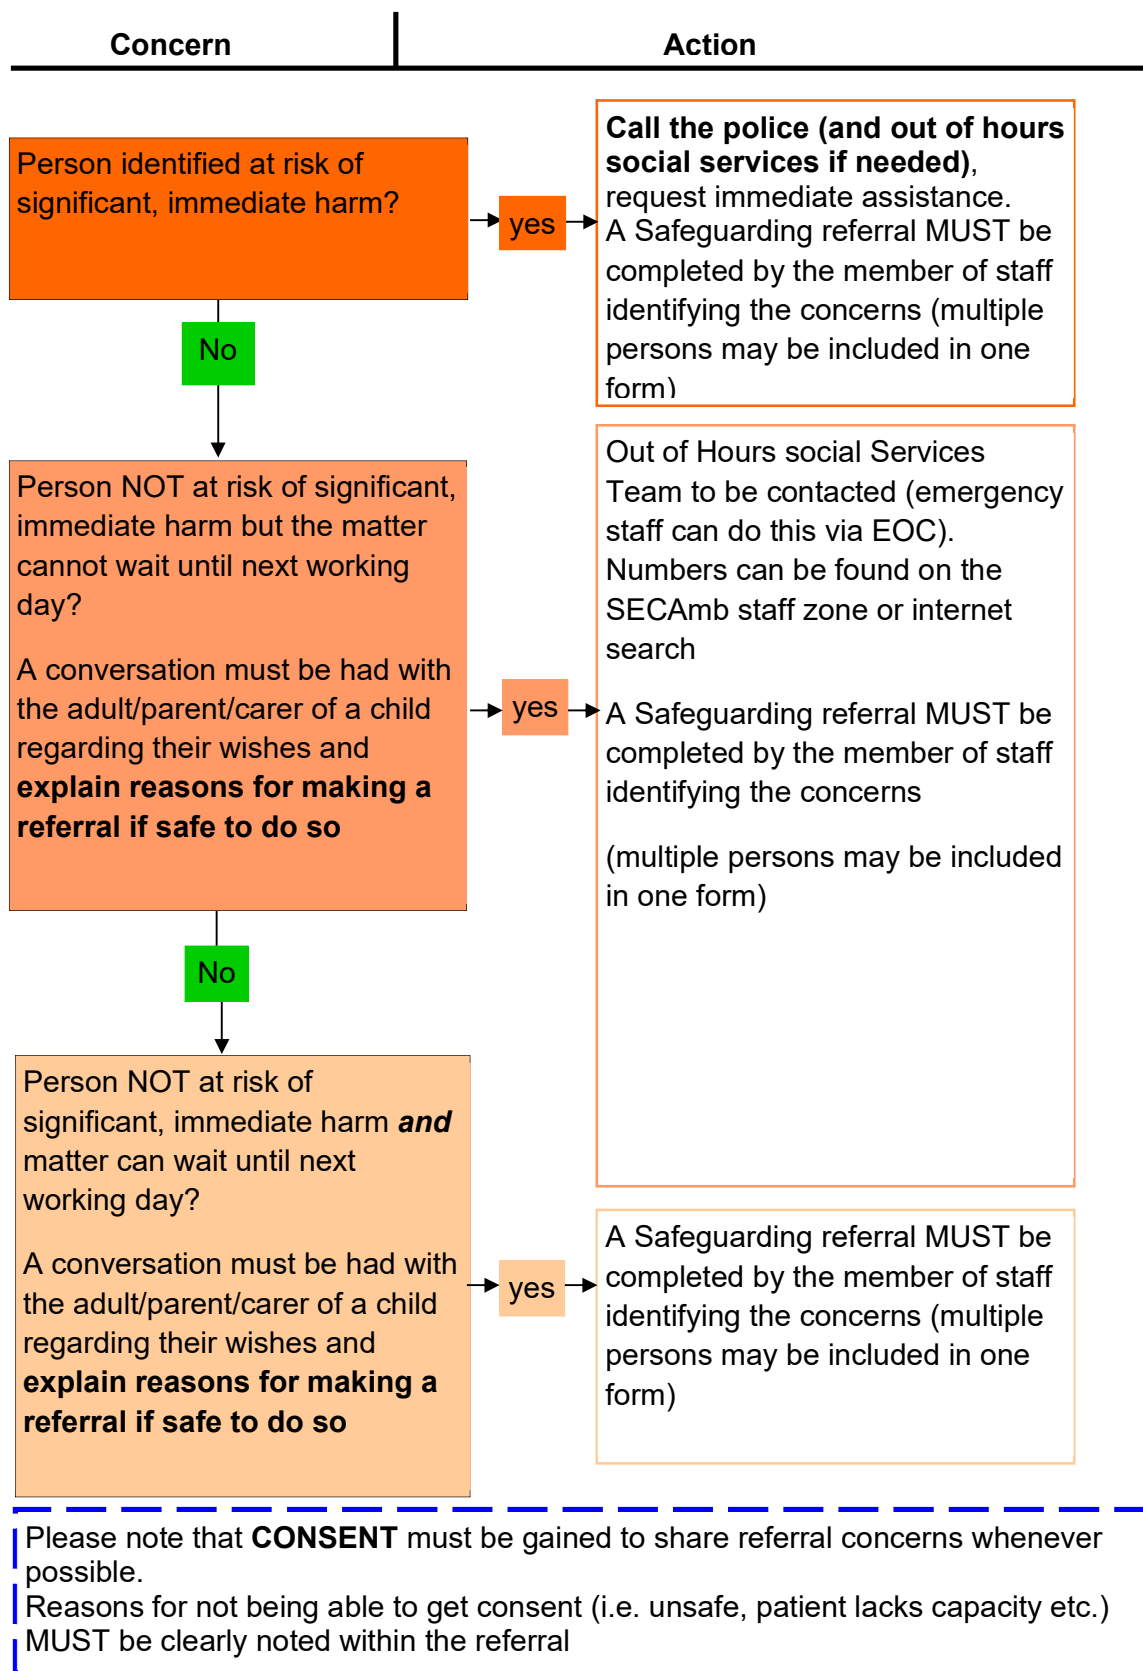 Concern
Action
Person identified at risk of
significant, immediate harm?
yes
Call the police (and out of hours
social services if needed),
request immediate assistance.
A Safeguarding referral MUST be
completed by the member of staff
identifying the concerns (multiple
persons may be included in one
form)
No
Person NOT at risk of significant,
immediate harm but the matter
cannot wait until next working
day?
A conversation must be had with
the adult/parent/carer of a child
regarding their wishes and
explain reasons for making a
referral if safe to do so
yes
Out of Hours social Services
Team to be contacted (emergency
staff can do this via EOC).
Numbers can be found on the
SECAmb staff zone or internet
search
A Safeguarding referral MUST be
completed by the member of staff
identifying the concerns
(multiple persons may be included
in one form)
No
Person NOT at risk of
significant, immediate harm and
matter can wait until next
working day?
A conversation must be had with
the adult/parent/carer of a child
regarding their wishes and
explain reasons for making a
referral if safe to do so
yes
A Safeguarding referral MUST be
completed by the member of staff
identifying the concerns (multiple
persons may be included in one
form)
Please note that CONSENT must be gained to share referral concerns whenever
possible.
Reasons for not being able to get consent (i.e. unsafe, patient lacks capacity etc.)
MUST be clearly noted within the referral